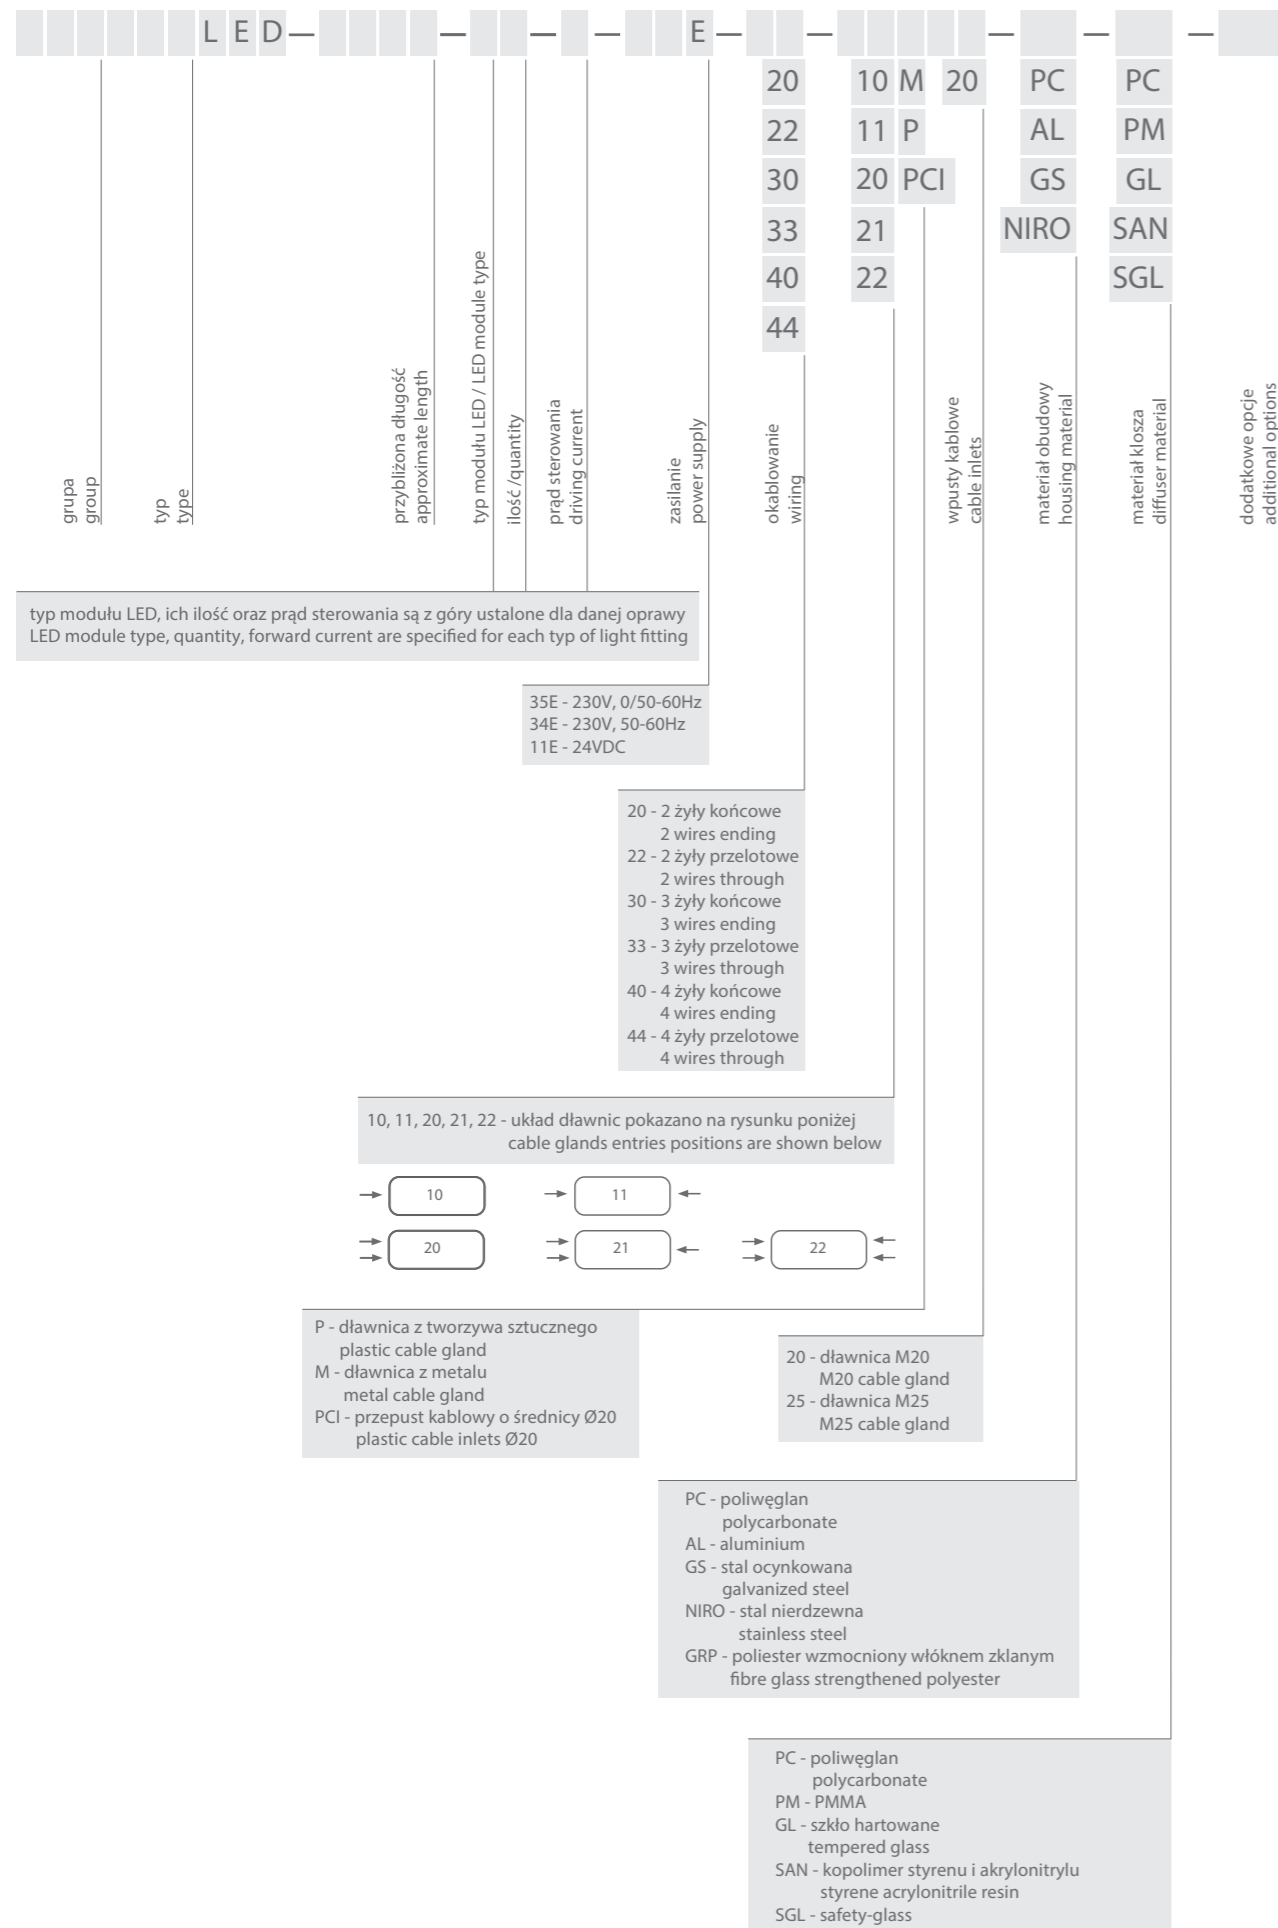 LED— — — — E— — — — —
20 10 M 20 PC PC
22 11 P AL PM
30 20 PCI GS GL
33 21 NIRO SAN
40 22 SGL
44
grupa
group
typ
type
przybliżona długość
approximate length
typ modułu LED / LED module type
ilość /quantity
prąd sterowania
driving current
zasilanie
power supply
okablowanie
wiring
wpusty kablowe
cable inlets
materiał obudowy
housing material
materiał klosza
diffuser material
dodatkowe opcje
additional options
typ modułu LED, ich ilość oraz prąd sterowania są z góry ustalone dla danej oprawy
LED module type, quantity, forward current are specified for each typ of light fitting
35E - 230V, 0/50-60Hz
34E - 230V, 50-60Hz
11E - 24VDC
20 - 2 żyły końcowe
2 wires ending
22 - 2 żyły przelotowe
2 wires through
30 - 3 żyły końcowe
3 wires ending
33 - 3 żyły przelotowe
3 wires through
40 - 4 żyły końcowe
4 wires ending
44 - 4 żyły przelotowe
4 wires through
10, 11, 20, 21, 22 - układ dławnic pokazano na rysunku poniżej
cable glands entries positions are shown below
10 11
20 21 22
P - dławnica z tworzywa sztucznego
plastic cable gland
M - dławnica z metalu
metal cable gland
PCI - przepust kablowy o średnicy Ø20
plastic cable inlets Ø20
20 - dławnica M20
M20 cable gland
25 - dławnica M25
M25 cable gland
PC - poliwęglan
polycarbonate
AL - aluminium
GS - stal ocynkowana
galvanized steel
NIRO - stal nierdzewna
stainless steel
GRP - poliester wzmocniony włóknem zklanym
fibre glass strengthened polyester
PC - poliwęglan
polycarbonate
PM - PMMA
GL - szkło hartowane
tempered glass
SAN - kopolimer styrenu i akrylonitrylu
styrene acrylonitrile resin
SGL - safety-glass